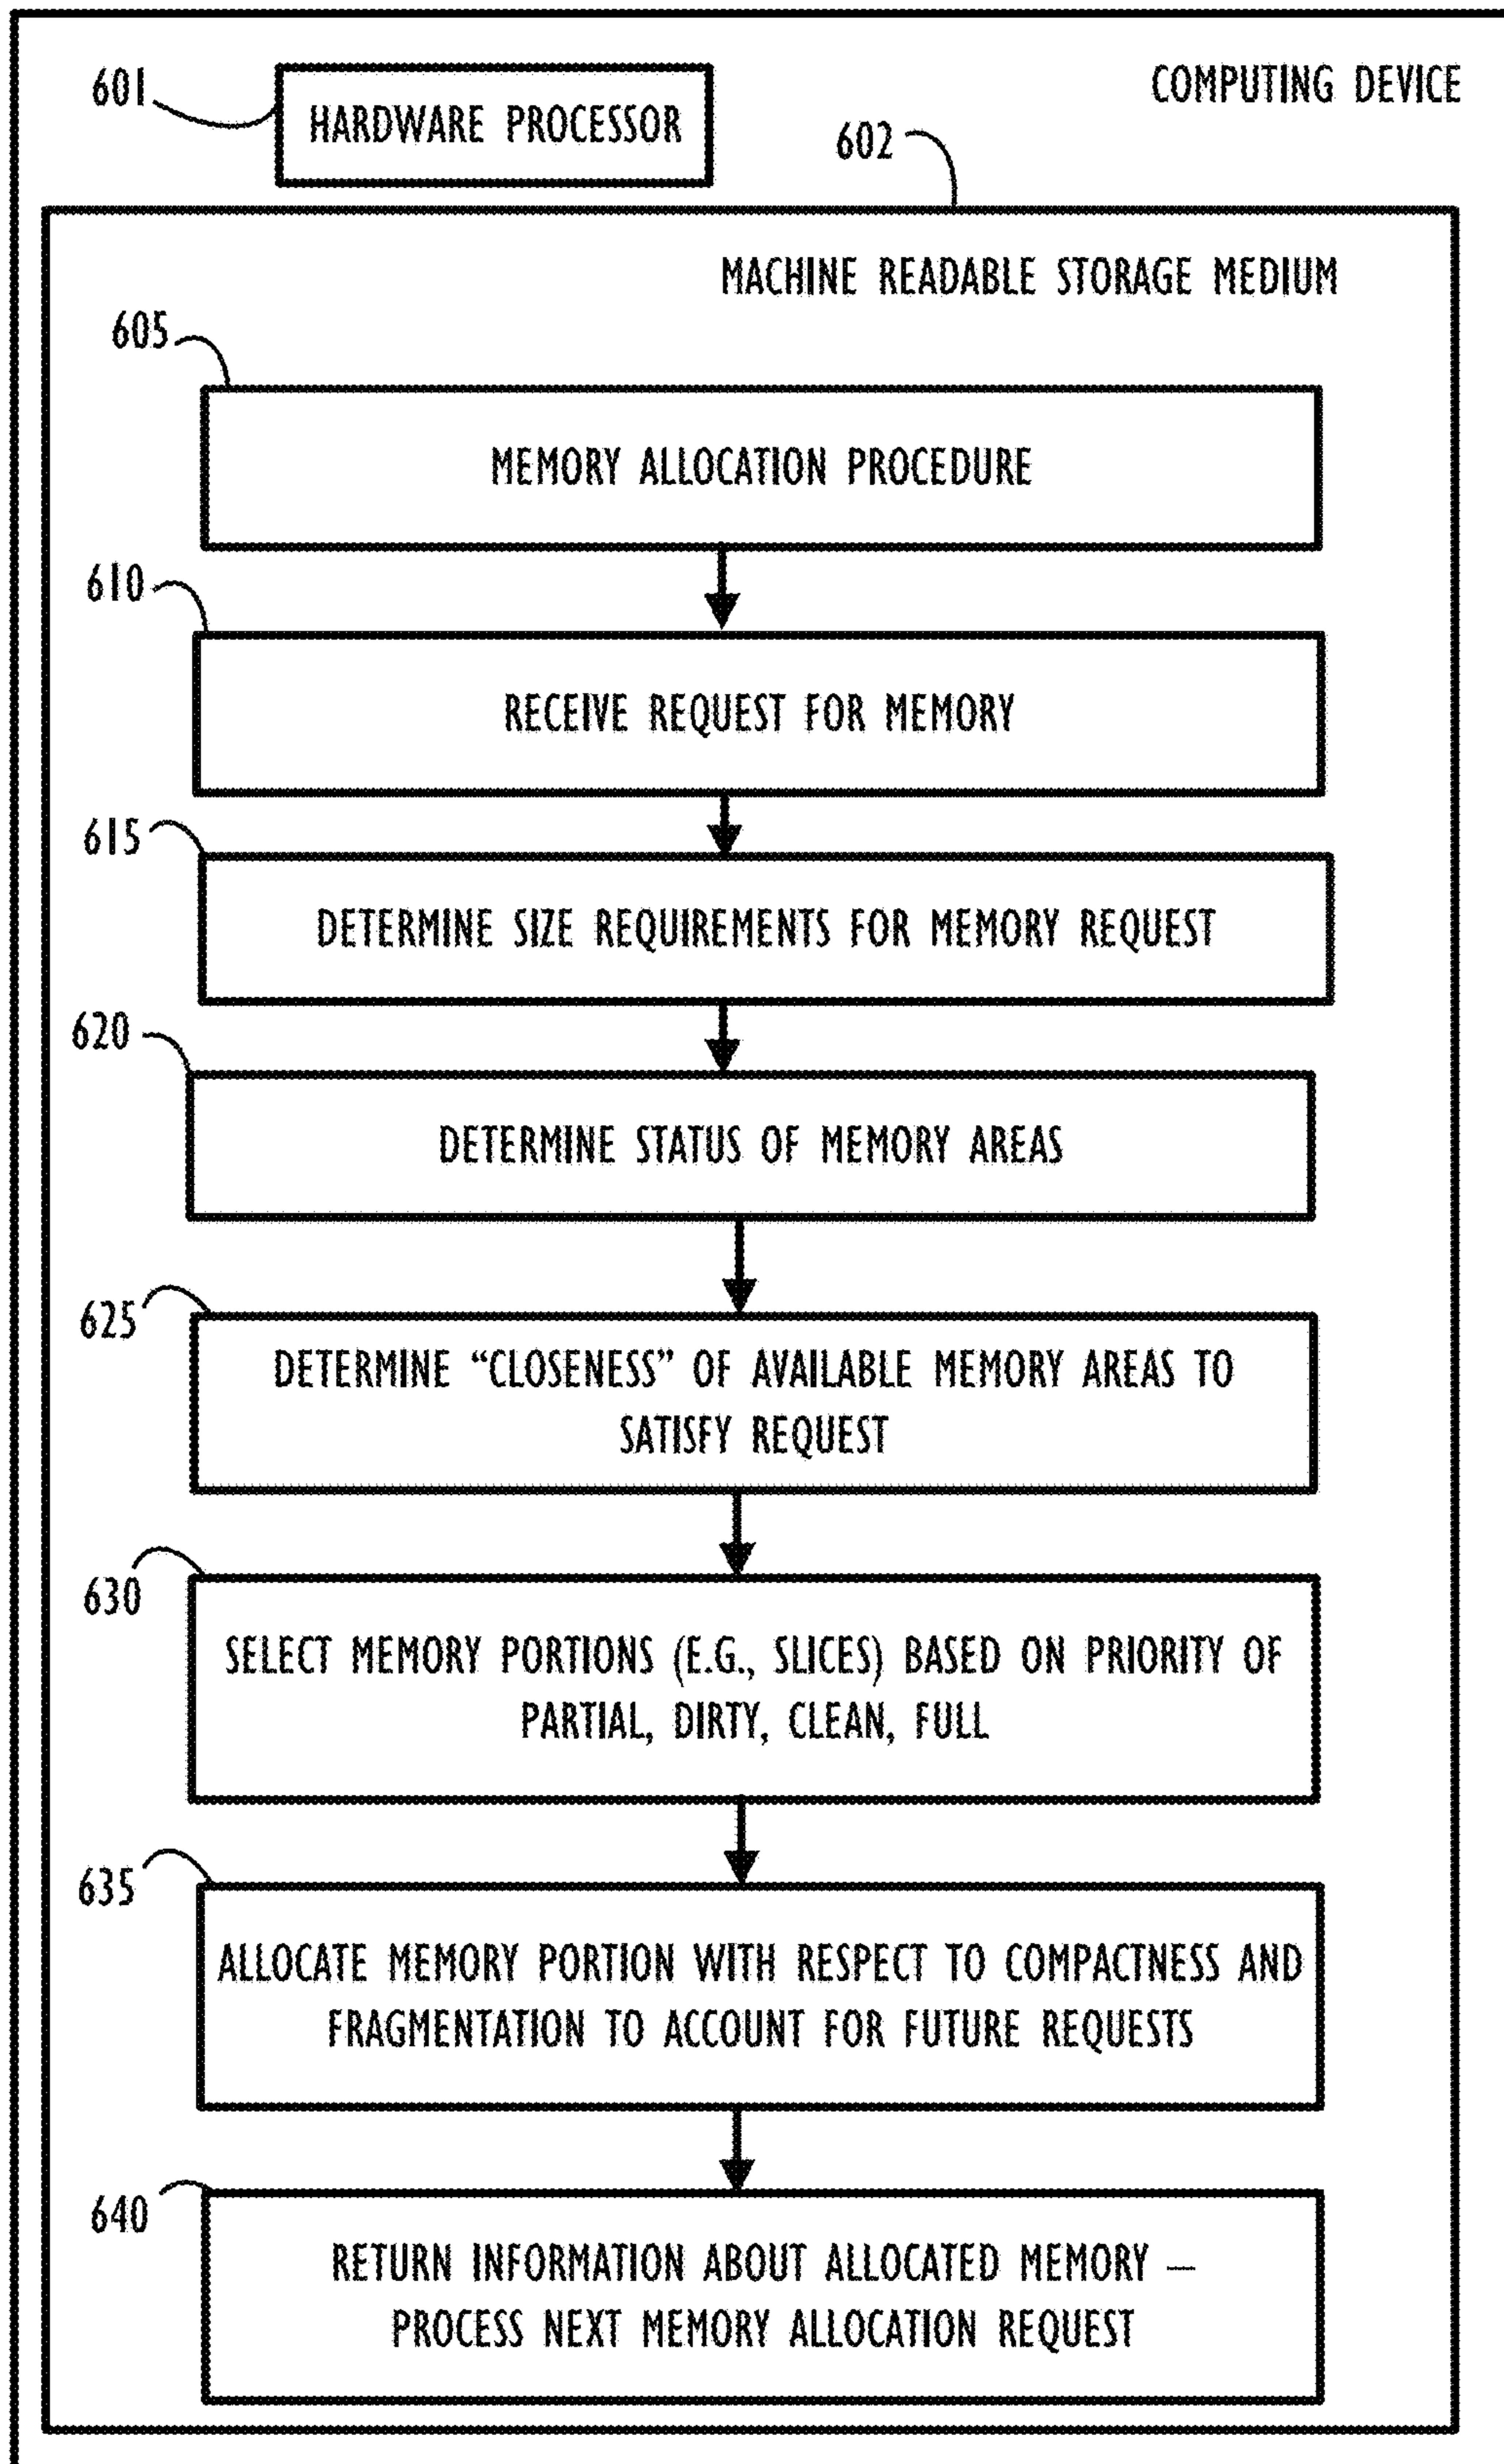 601
HARDWARE PROCESSOR
COMPUTING DEVICE
602
MACHINE READABLE STORAGE MEDIUM
605
MEMORY ALLOCATION PROCEDURE
610
RECEIVE REQUEST FOR MEMORY
615
DETERMINE SIZE REQUIREMENTS FOR MEMORY REQUEST
620
DETERMINE STATUS OF MEMORY AREAS
625
DETERMINE “CLOSENESS” OF AVAILABLE MEMORY AREAS TO
SATISFY REQUEST
630
SELECT MEMORY PORTIONS (E.G., SLICES) BASED ON PRIORITY OF
PARTIAL, DIRTY, CLEAN, FULL
635
ALLOCATE MEMORY PORTION WITH RESPECT TO COMPACTNESS AND
FRAGMENTATION TO ACCOUNT FOR FUTURE REQUESTS
640
RETURN INFORMATION ABOUT ALLOCATED MEMORY –
PROCESS NEXT MEMORY ALLOCATION REQUEST